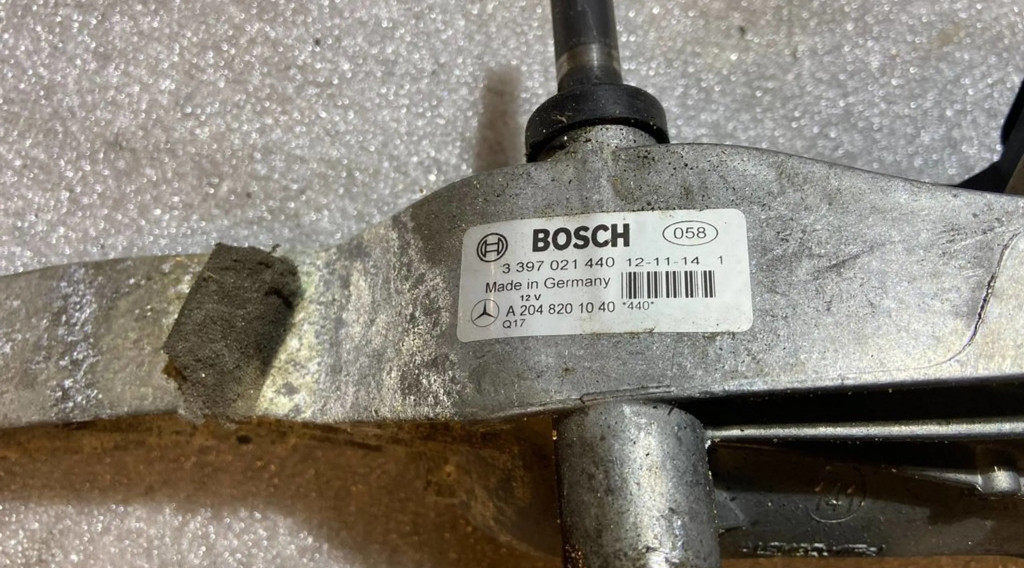 BOSCH 058
3 397 021 440 12-11-14 1
Made in Germany
12 V
A 204 820 10 40 *440*
Q17
141